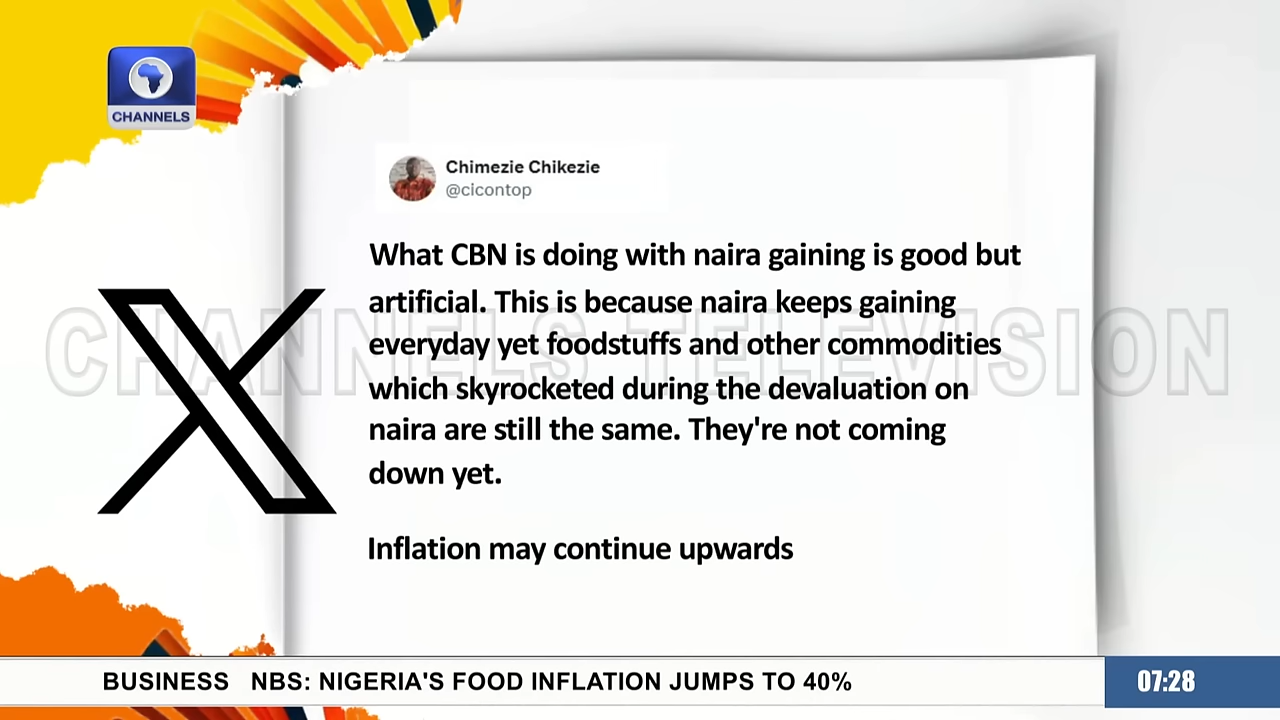 CHANNELS
Chimezie Chikezie
@cicontop
What CBN is doing with naira gaining is good but
artificial. This is because naira keeps gaining
everyday yet foodstuffs and other commodities
which skyrocketed during the devaluation on
naira are still the same. They're not coming
down yet.
Inflation may continue upwards
CHANNELS TELEVISION
BUSINESS NBS: NIGERIA'S FOOD INFLATION JUMPS TO 40%
07:28